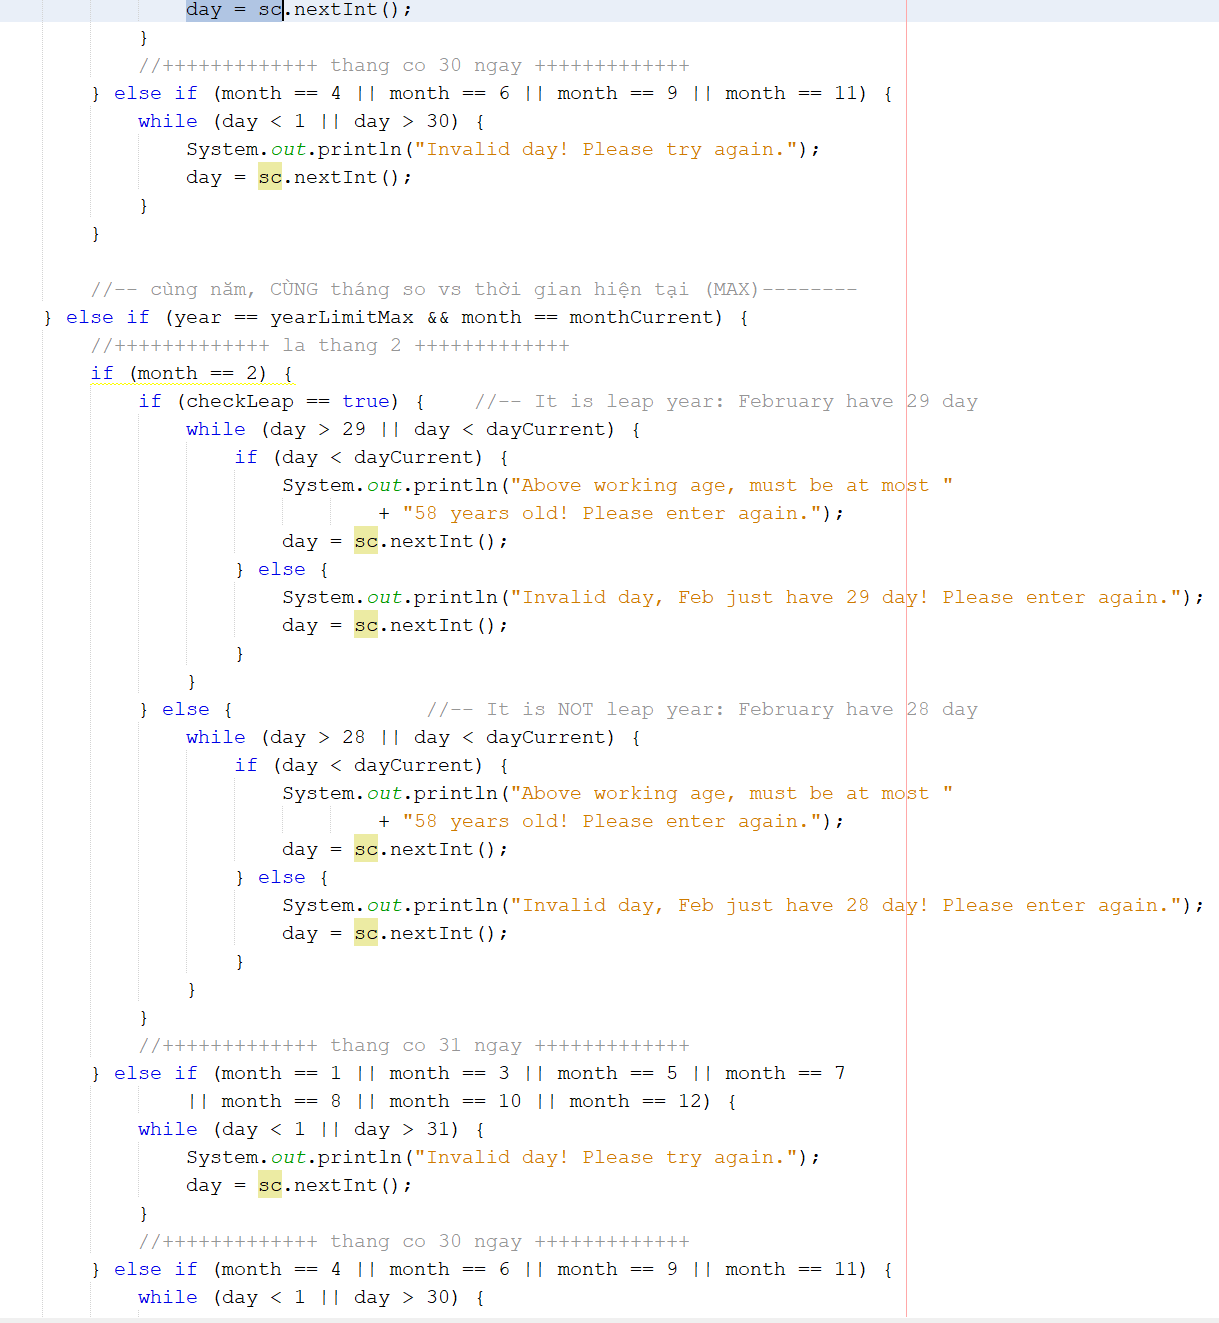 day = sc.nextInt();
}
//+++++++++++++ thang co 30 ngay +++++++++++++
} else if (month == 4 || month == 6 || month == 9 || month == 11) {
while (day < 1 || day > 30) {
System.out.println("Invalid day! Please try again.");
day = sc.nextInt();
}
}
//-- cùng năm, CÙNG tháng so vs thời gian hiện tại (MAX)--------
} else if (year == yearLimitMax && month == monthCurrent) {
//+++++++++++++ la thang 2 +++++++++++++
if (month == 2) {
if (checkLeap == true) {    //-- It is leap year: February have 29 day
while (day > 29 || day < dayCurrent) {
if (day < dayCurrent) {
System.out.println("Above working age, must be at most "
+ "58 years old! Please enter again.");
day = sc.nextInt();
} else {
System.out.println("Invalid day, Feb just have 29 day! Please enter again.");
day = sc.nextInt();
}
}
} else {                //-- It is NOT leap year: February have 28 day
while (day > 28 || day < dayCurrent) {
if (day < dayCurrent) {
System.out.println("Above working age, must be at most "
+ "58 years old! Please enter again.");
day = sc.nextInt();
} else {
System.out.println("Invalid day, Feb just have 28 day! Please enter again.");
day = sc.nextInt();
}
}
}
//+++++++++++++ thang co 31 ngay +++++++++++++
} else if (month == 1 || month == 3 || month == 5 || month == 7
|| month == 8 || month == 10 || month == 12) {
while (day < 1 || day > 31) {
System.out.println("Invalid day! Please try again.");
day = sc.nextInt();
}
//+++++++++++++ thang co 30 ngay +++++++++++++
} else if (month == 4 || month == 6 || month == 9 || month == 11) {
while (day < 1 || day > 30) {